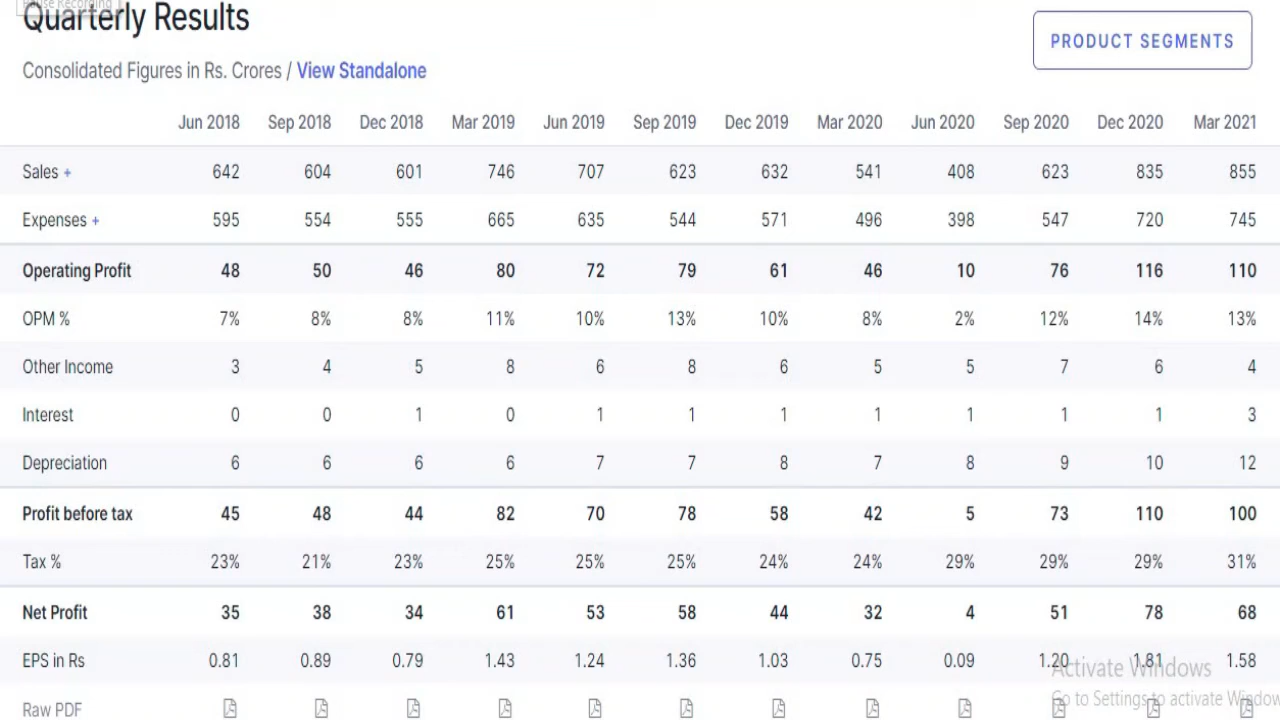 Pause Recording
Quarterly Results
PRODUCT SEGMENTS
Consolidated Figures in Rs. Crores / View Standalone
Jun 2018 Sep 2018 Dec 2018 Mar 2019 Jun 2019 Sep 2019 Dec 2019 Mar 2020 Jun 2020 Sep 2020 Dec 2020 Mar 2021
Sales + 642 604 601 746 707 623 632 541 408 623 835 855
Expenses + 595 554 555 665 635 544 571 496 398 547 720 745
Operating Profit 48 50 46 80 72 79 61 46 10 76 116 110
OPM % 7% 8% 8% 11% 10% 13% 10% 8% 2% 12% 14% 13%
Other Income 3 4 5 8 6 8 6 5 5 7 6 4
Interest 0 0 1 0 1 1 1 1 1 1 1 3
Depreciation 6 6 6 6 7 7 8 7 8 9 10 12
Profit before tax 45 48 44 82 70 78 58 42 5 73 110 100
Tax % 23% 21% 23% 25% 25% 25% 24% 24% 29% 29% 29% 31%
Net Profit 35 38 34 61 53 58 44 32 4 51 78 68
EPS in Rs 0.81 0.89 0.79 1.43 1.24 1.36 1.03 0.75 0.09 1.20 1.81 1.58
Activate Windows
Go to Settings to activate Window
Raw PDF